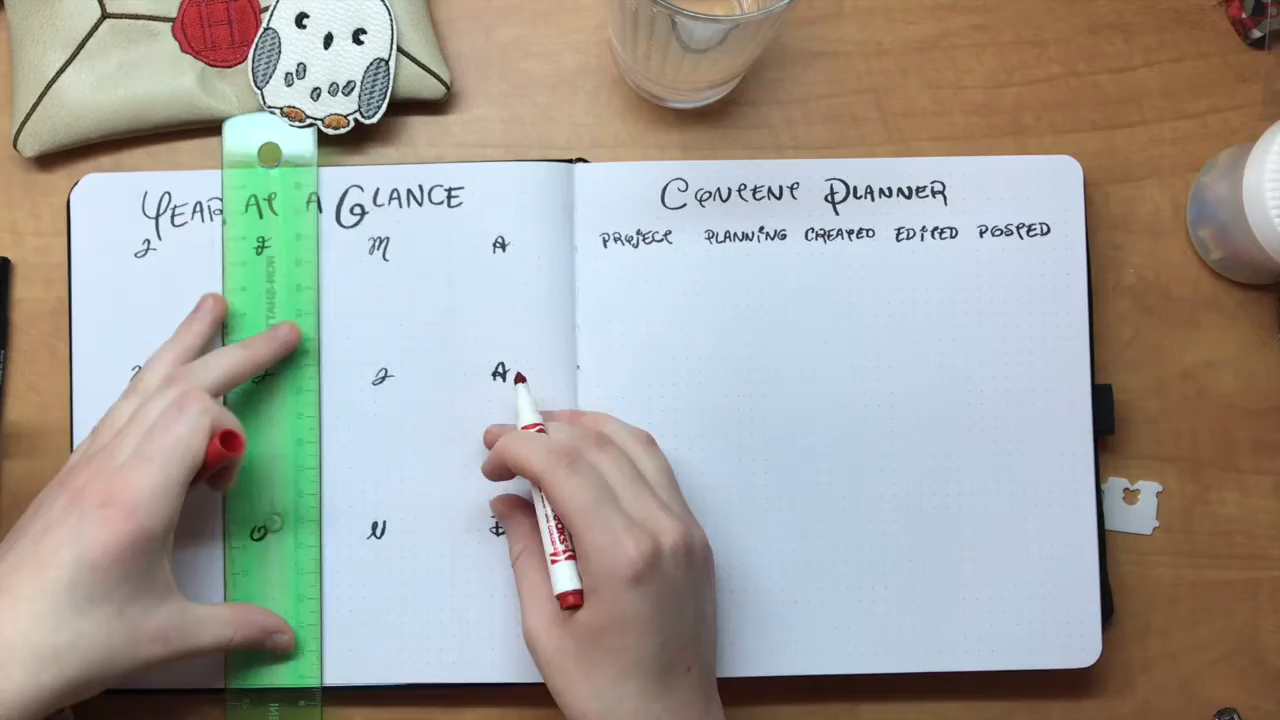 YEAR AT A GLANCE
J F M A
J A
O N D
CONTENT PLANNER
PROJECT PLANNING CREATED EDITED POSTED